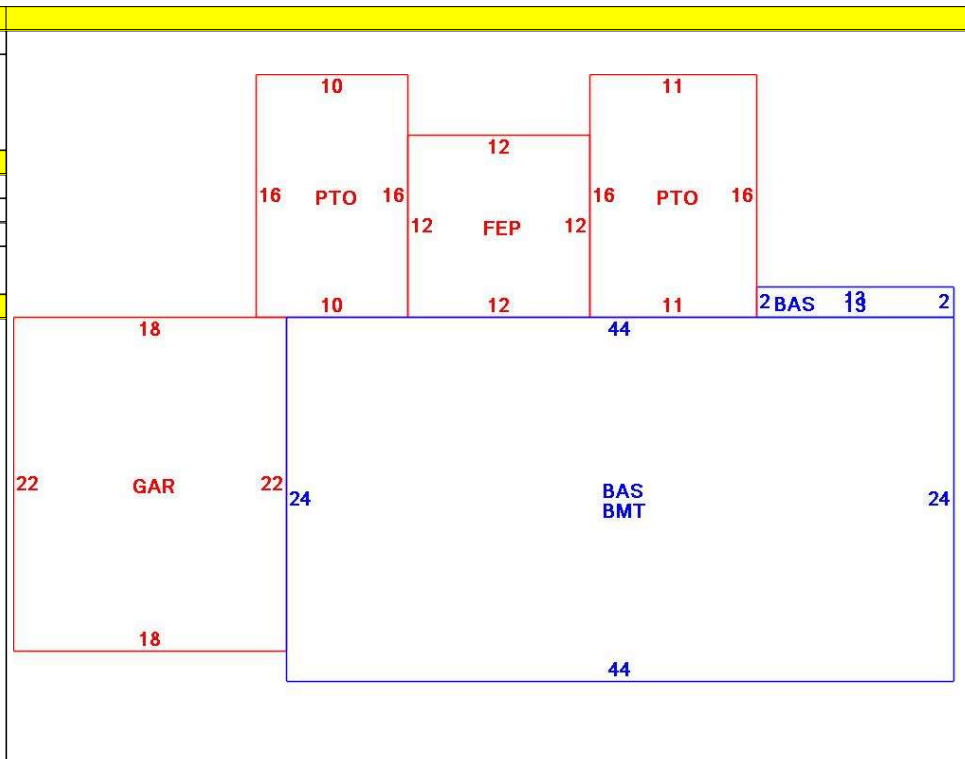 10 11
12
16 PTO 16 16 PTO 16
12 FEP 12
10 12 11 2 BAS 13 2
13
18 44
22 GAR 22
24 BAS 24
BMT
18
44